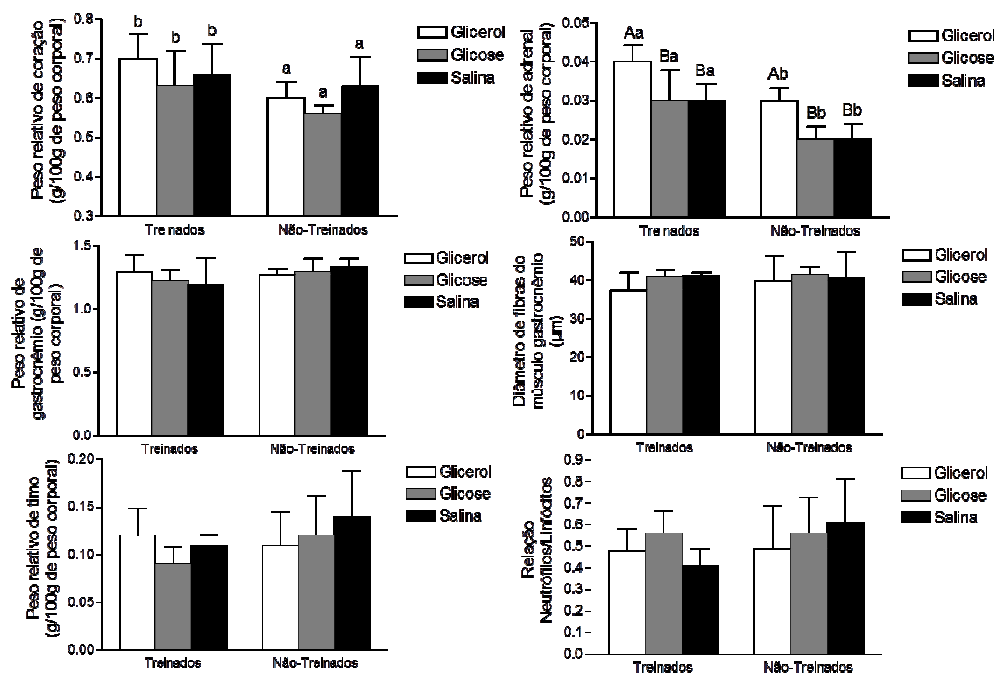 Peso relativo de coração
(g/100g de peso corporal)
0.8
0.7
0.6
0.5
0.4
0.3
b
b
b
a
a
a
Glicerol
Glicose
Salina
Treinados
Não-Treinados
Peso relativo de adrenal
(g/100g de peso corporal)
0.05
0.04
0.03
0.02
0.01
0.00
Aa
Ba
Ba
Ab
Bb
Bb
Glicerol
Glicose
Salina
Treinados
Não-Treinados
Peso relativo de
gastrocnêmio (g/100g de
peso corporal)
1.5
1.0
0.5
0.0
Glicerol
Glicose
Salina
Treinados
Não-Treinados
Diâmetro de fibras do
músculo gastrocnêmio
(µm)
50
40
30
20
10
0
Glicerol
Glicose
Salina
Treinados
Não-Treinados
Peso relativo de timo
(g/100g de peso corporal)
0.20
0.15
0.10
0.05
0.00
Glicerol
Glicose
Salina
Treinados
Não-Treinados
Relação
Neutrófilos/Linfócitos
0.9
0.8
0.7
0.6
0.5
0.4
0.3
0.2
0.1
0.0
Glicerol
Glicose
Salina
Treinados
Não-Treinados